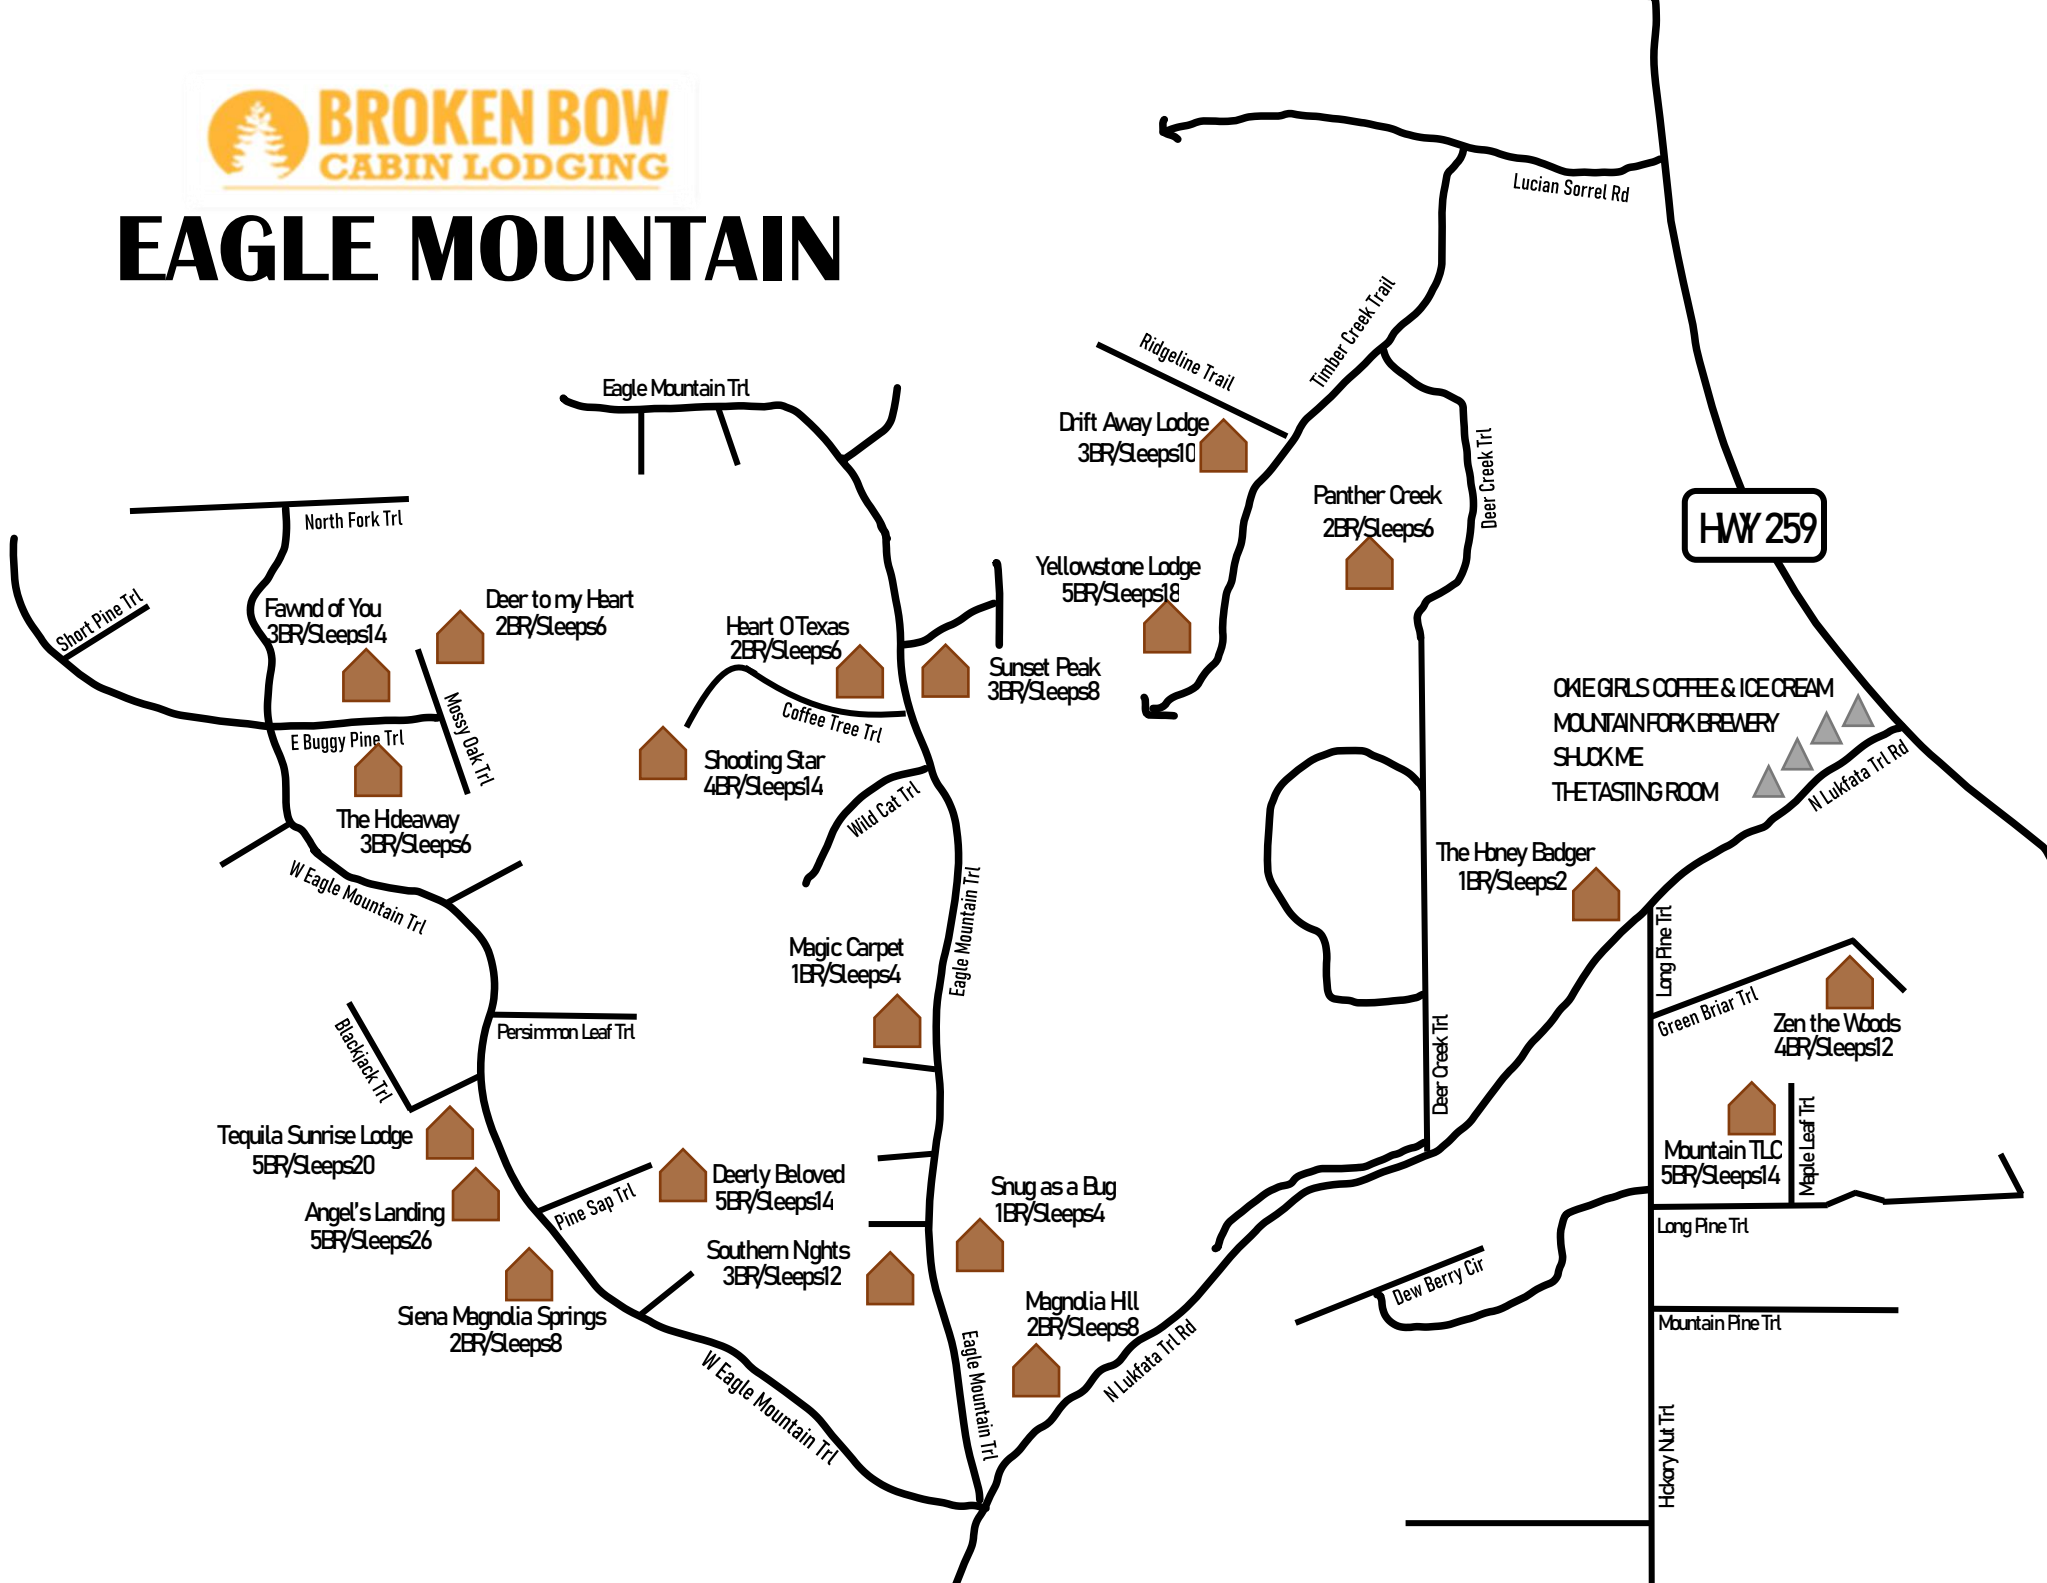 BROKEN BOW
CABIN LODGING
EAGLE MOUNTAIN
Lucian Sorrel Rd
Timber Creek Trail
Ridgeline Trail
Eagle Mountain Trl
Drift Away Lodge
3BR/Sleeps10
Deer Creek Trl
Panther Creek
2BR/Sleeps6
HWY 259
North Fork Trl
Yellowstone Lodge
5BR/Sleeps18
Short Pine Trl
Fawnd of You
3BR/Sleeps14
Deer to my Heart
2BR/Sleeps6
Heart O Texas
2BR/Sleeps6
Sunset Peak
3BR/Sleeps8
Mossy Oak Trl
Coffee Tree Trl
E Buggy Pine Trl
OKIE GIRLS COFFEE & ICE CREAM
MOUNTAIN FORK BREWERY
SHUCK ME
THE TASTING ROOM
N Lukfata Trl Rd
Shooting Star
4BR/Sleeps14
Wild Cat Trl
The Hideaway
3BR/Sleeps6
The Honey Badger
1BR/Sleeps2
W Eagle Mountain Trl
Eagle Mountain Trl
Long Pine Trl
Magic Carpet
1BR/Sleeps4
Green Briar Trl
Zen the Woods
4BR/Sleeps12
Persimmon Leaf Trl
Blackjack Trl
Deer Creek Trl
Tequila Sunrise Lodge
5BR/Sleeps20
Mountain TLC
5BR/Sleeps14
Maple Leaf Trl
Deerly Beloved
5BR/Sleeps14
Pine Sap Trl
Snug as a Bug
1BR/Sleeps4
Angel's Landing
5BR/Sleeps26
Long Pine Trl
Southern Nights
3BR/Sleeps12
Dew Berry Cir
Siena Magnolia Springs
2BR/Sleeps8
Magnolia Hill
2BR/Sleeps8
Mountain Pine Trl
N Lukfata Trl Rd
W Eagle Mountain Trl
Eagle Mountain Trl
Hickory Nut Trl